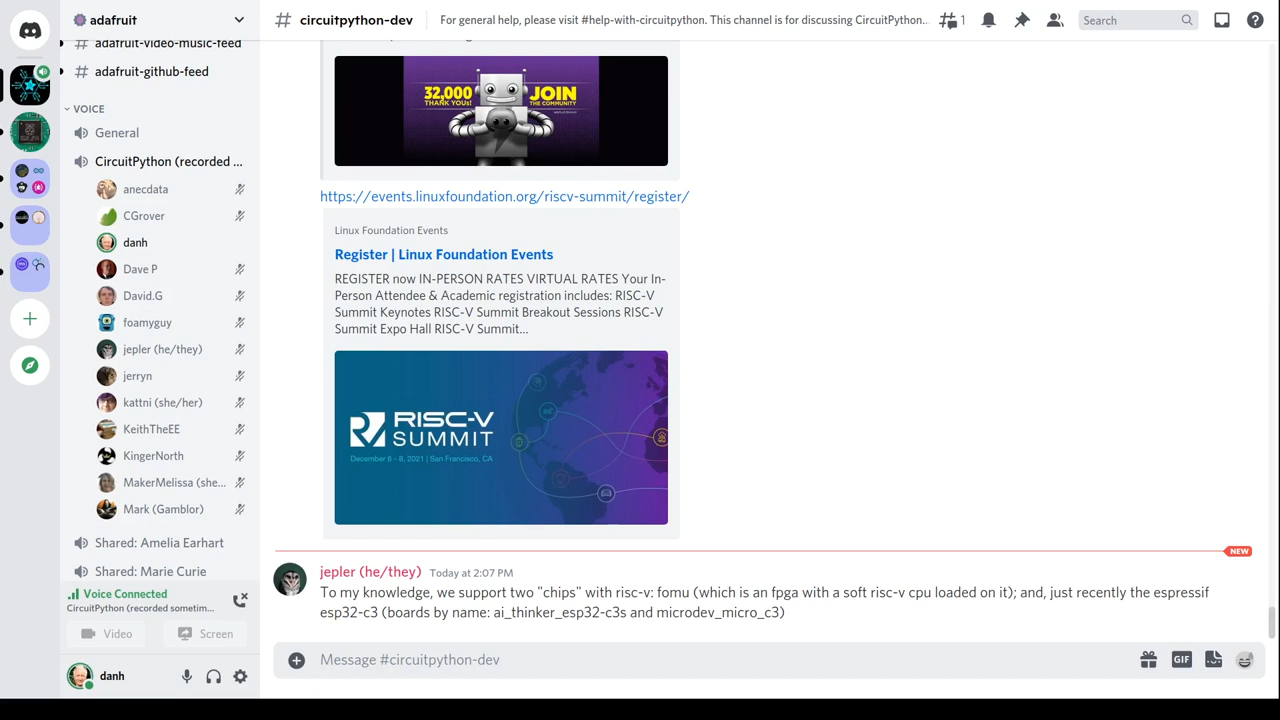 adafruit
adafruit-video-music-feed
adafruit-github-feed
VOICE
General
CircuitPython (recorded ...
anecdata
CGrover
danh
Dave P
David.G
foamyguy
jepler (he/they)
jerryn
kattni (she/her)
KeithTheEE
KingerNorth
MakerMelissa (she...
Mark (Gamblor)
Shared: Amelia Earhart
Shared: Marie Curie
Voice Connected
CircuitPython (recorded sometim...
Video
Screen
danh
# circuitpython-dev
For general help, please visit #help-with-circuitpython. This channel is for discussing CircuitPython...
1
Search
32,000
THANK YOU!
JOIN
THE COMMUNITY
https://events.linuxfoundation.org/riscv-summit/register/
Linux Foundation Events
Register | Linux Foundation Events
REGISTER now IN-PERSON RATES VIRTUAL RATES Your In-
Person Attendee & Academic registration includes: RISC-V
Summit Keynotes RISC-V Summit Breakout Sessions RISC-V
Summit Expo Hall RISC-V Summit...
RISC-V
SUMMIT
December 6 - 8, 2021 | San Francisco, CA
NEW
jepler (he/they) Today at 2:07 PM
To my knowledge, we support two "chips" with risc-v: fomu (which is an fpga with a soft risc-v cpu loaded on it); and, just recently the espressif
esp32-c3 (boards by name: ai_thinker_esp32-c3s and microdev_micro_c3)
Message #circuitpython-dev
GIF